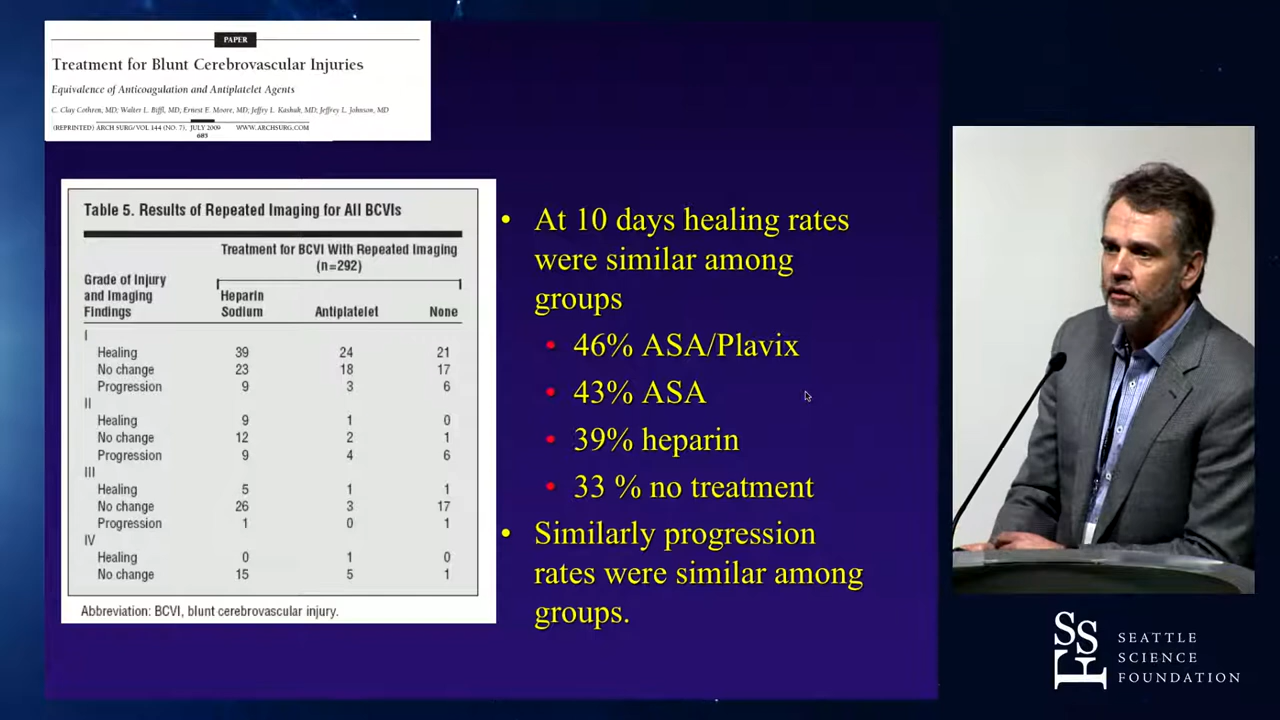 PAPER
Treatment for Blunt Cerebrovascular Injuries
Equivalence of Anticoagulation and Antiplatelet Agents
C. Clay Cothren, MD; Walter L. Biffl, MD; Ernest E. Moore, MD; Jeffry L. Kashuk, MD; Jeffrey L. Johnson, MD
(REPRINTED) ARCH SURG/VOL 144 (NO. 7), JULY 2009 WWW.ARCHSURG.COM
685
Table 5. Results of Repeated Imaging for All BCVIs
Treatment for BCVI With Repeated Imaging
(n=292)
Grade of Injury
and Imaging Heparin
Findings Sodium Antiplatelet None
I
Healing 39 24 21
No change 23 18 17
Progression 9 3 6
II
Healing 9 1 0
No change 12 2 1
Progression 9 4 6
III
Healing 5 1 1
No change 26 3 17
Progression 1 0 1
IV
Healing 0 1 0
No change 15 5 1
Abbreviation: BCVI, blunt cerebrovascular injury.
• At 10 days healing rates
were similar among
groups
• 46% ASA/Plavix
• 43% ASA
• 39% heparin
• 33 % no treatment
• Similarly progression
rates were similar among
groups.
SSF
SEATTLE
SCIENCE
FOUNDATION